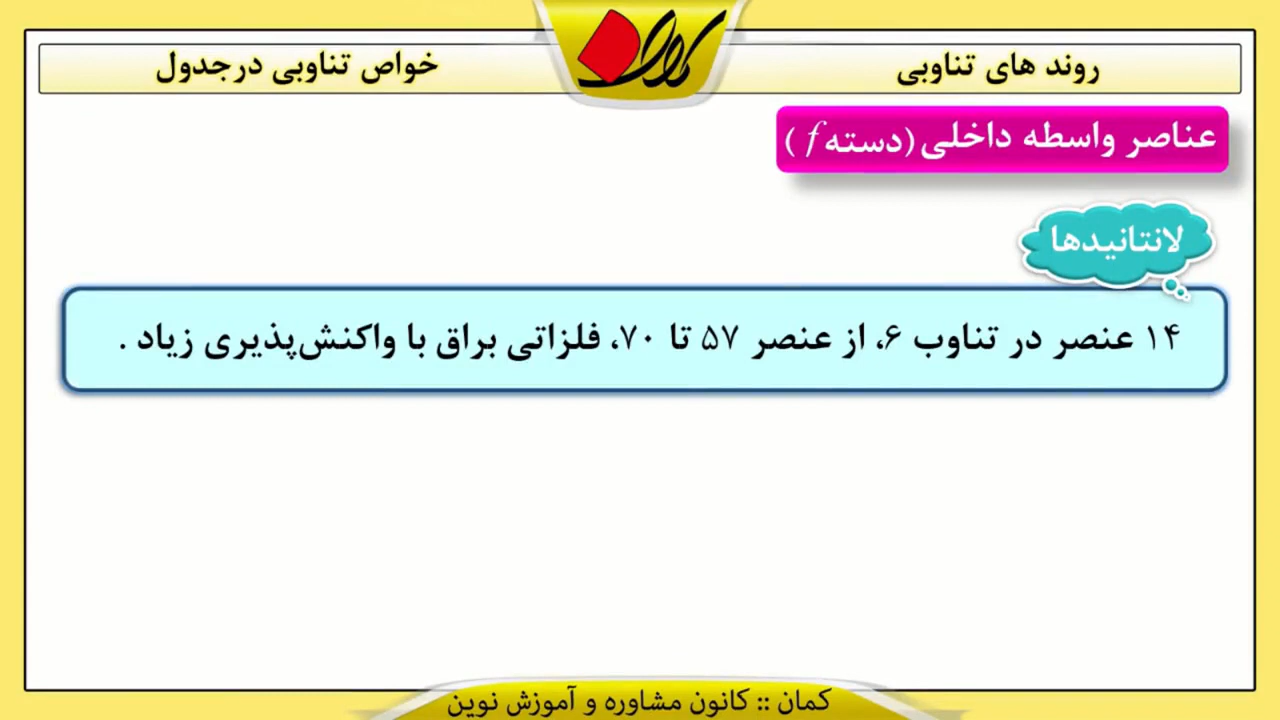 روند های تناوبی
کمان
خواص تناوبی درجدول
عناصر واسطه داخلی (دسته f)
لانتانیدها
۱۴ عنصر در تناوب ۶، از عنصر ۵۷ تا ۷۰، فلزاتی براق با واکنش‌پذیری زیاد .
کمان :: کانون مشاوره و آموزش نوین